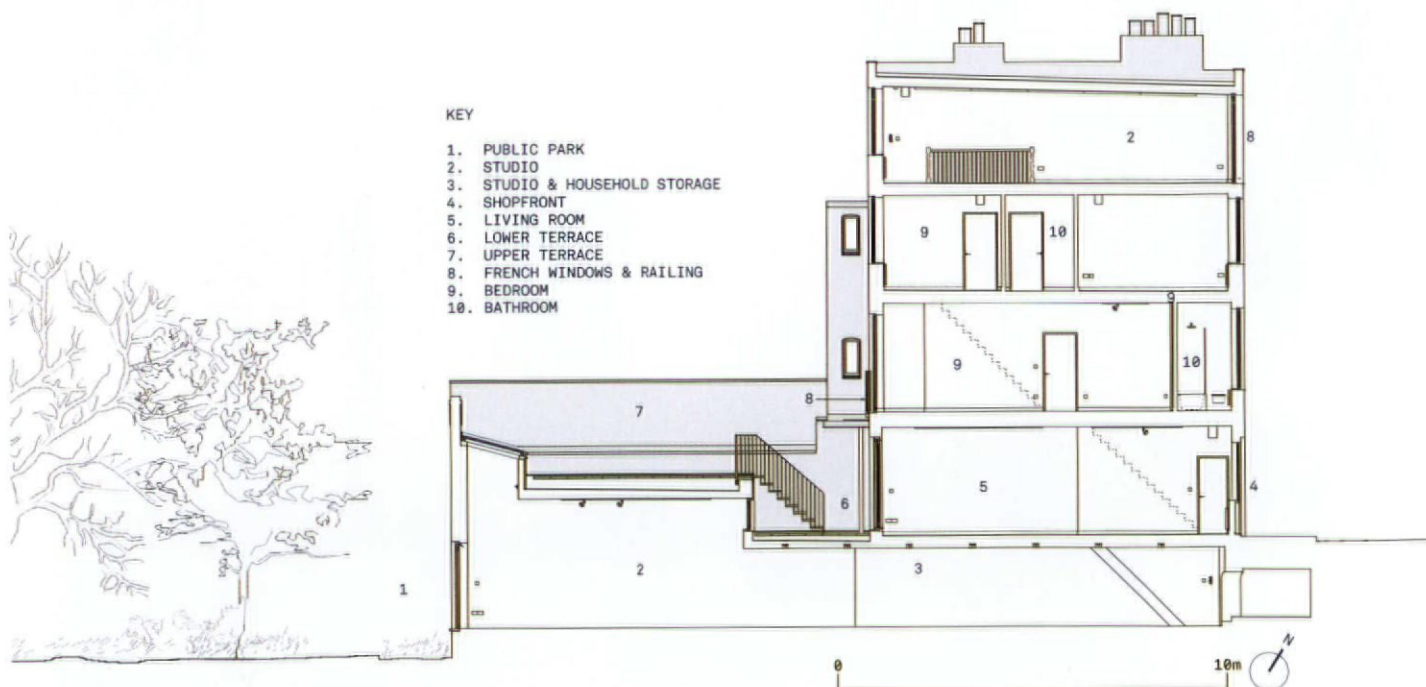 KEY
1. PUBLIC PARK
2. STUDIO
3. STUDIO & HOUSEHOLD STORAGE
4. SHOPFRONT
5. LIVING ROOM
6. LOWER TERRACE
7. UPPER TERRACE
8. FRENCH WINDOWS & RAILING
9. BEDROOM
10. BATHROOM
2
8
9
10
9
9
10
8
7
5
6
4
2
3
1
0
10m
N